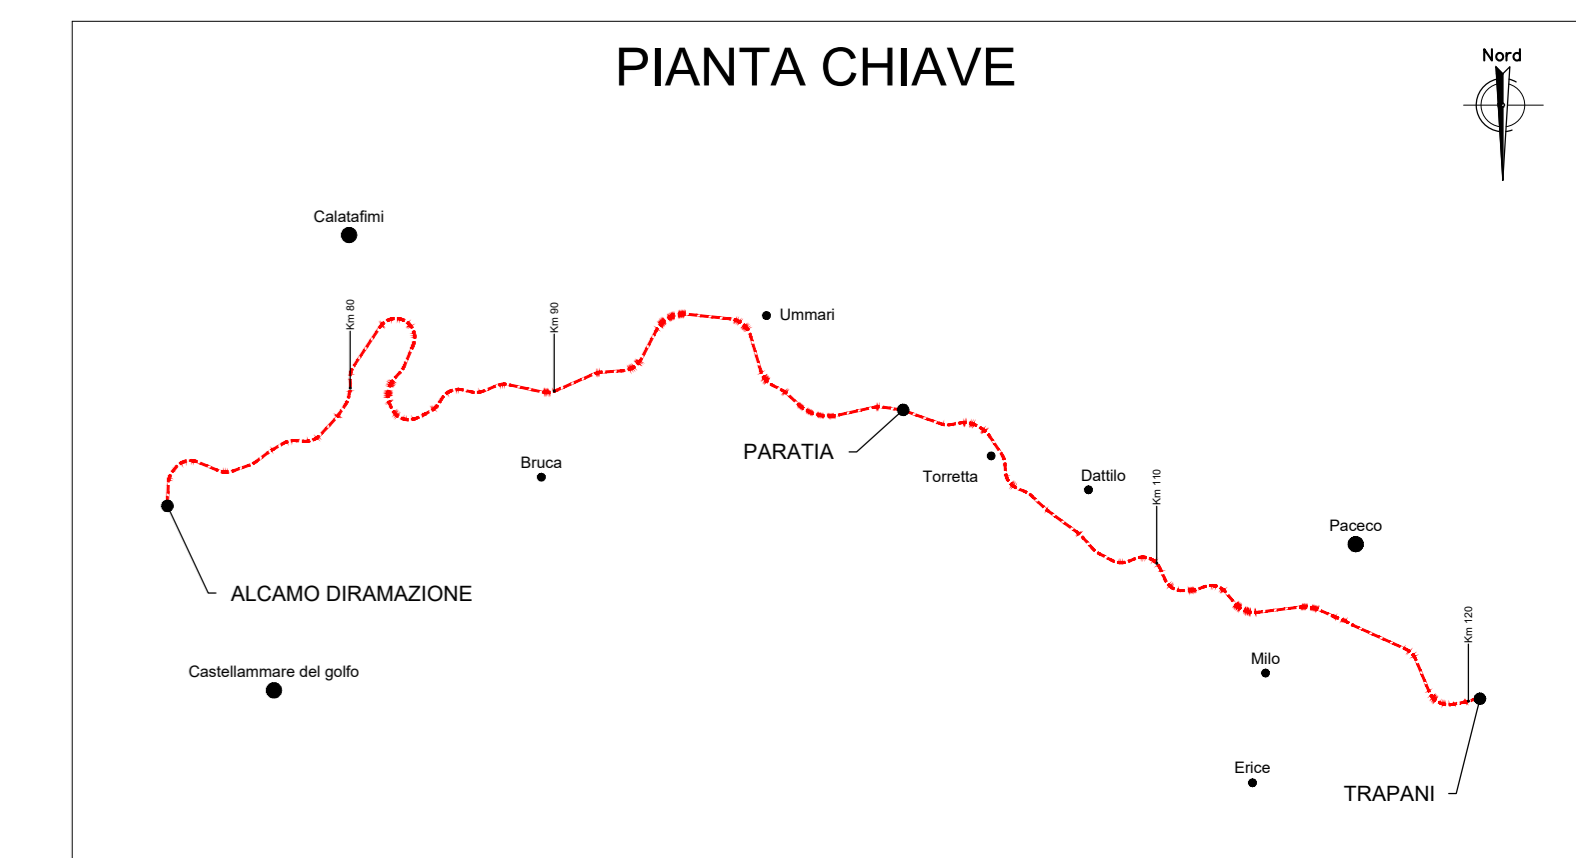 PIANTA CHIAVE
Nord
Calatafimi
Km 80
Km 90
Ummari
PARATIA
Bruca
Torretta
Dattilo
Km 110
Paceco
ALCAMO DIRAMAZIONE
Km 120
Castellammare del golfo
Milo
Erice
TRAPANI